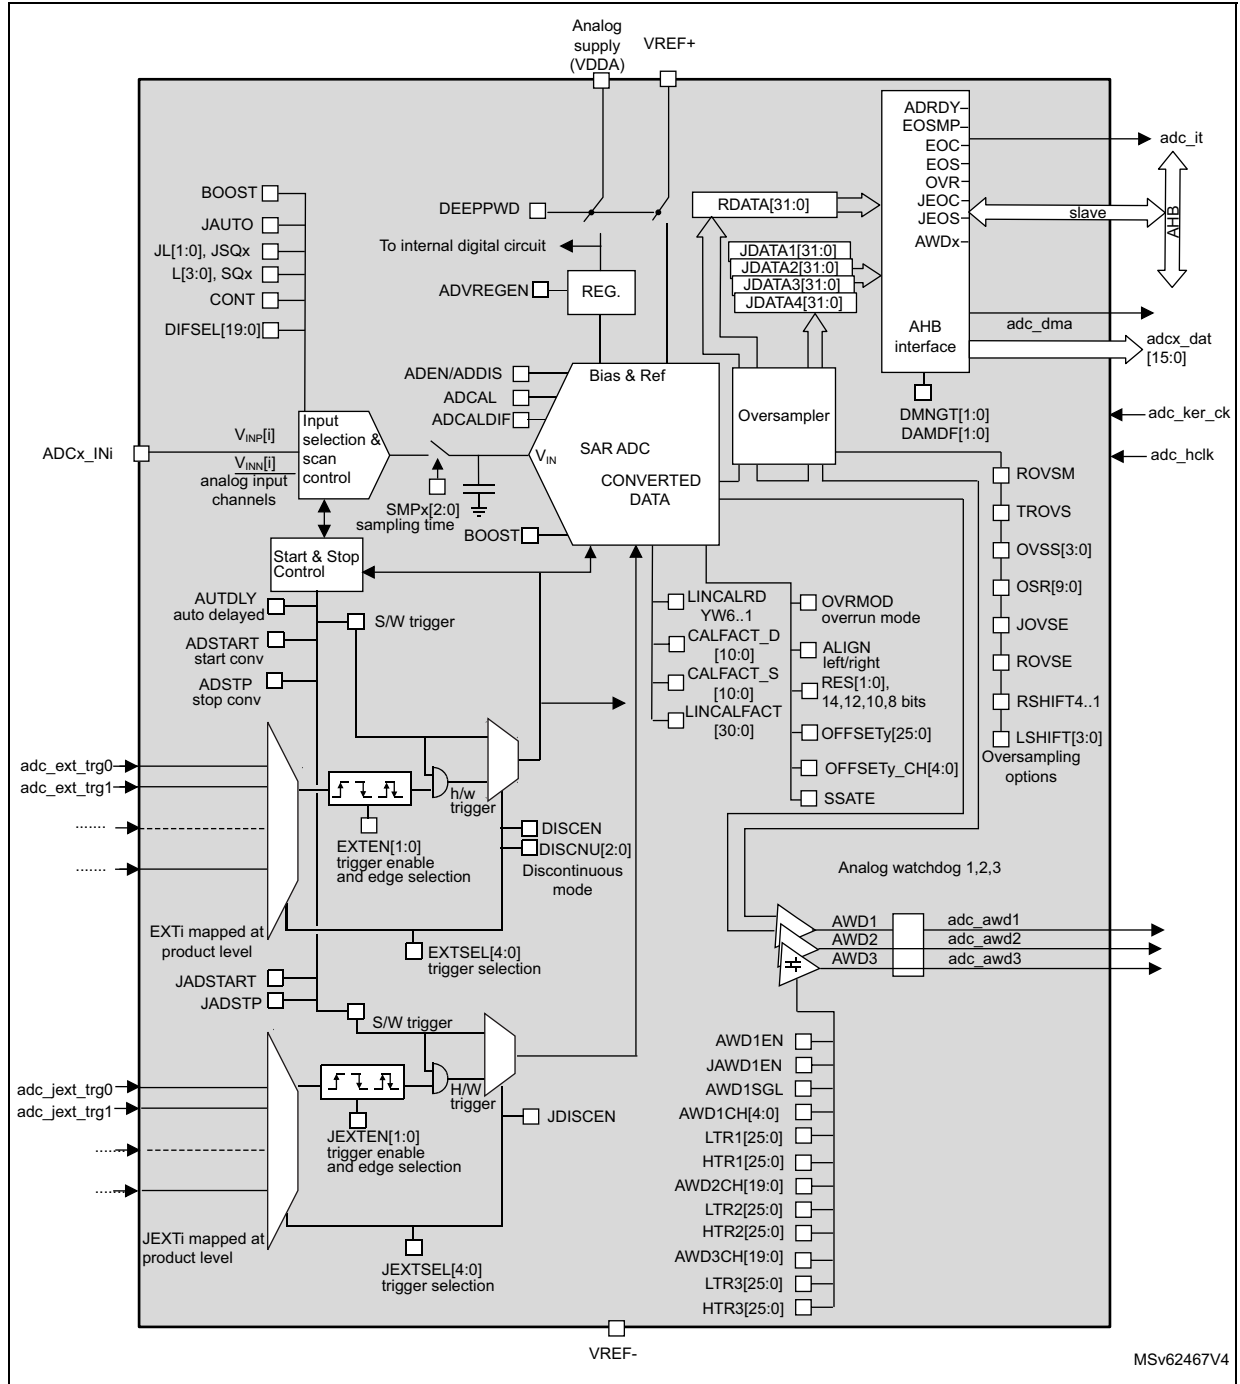 Analog
supply
(VDDA)
VREF+
ADRDY
EOSMP
EOC
EOS
OVR
JEOC
JEOS
AWDx
adc_it
slave
AHB
BOOST
JAUTO
JL[1:0], JSQx
L[3:0], SQx
CONT
DIFSEL[19:0]
DEEPPWD
To internal digital circuit
ADVREGEN
REG.
RDATA[31:0]
JDATA1[31:0]
JDATA2[31:0]
JDATA3[31:0]
JDATA4[31:0]
AHB
interface
adc_dma
adcx_dat
[15:0]
DMNGT[1:0]
DAMDF[1:0]
adc_ker_ck
adc_hclk
ADEN/ADDIS
ADCAL
ADCALDIF
Bias & Ref
SAR ADC
CONVERTED
DATA
VIN
Oversampler
ADCx_INi
VINP[i]
VINN[i]
analog input
channels
Input
selection &
scan
control
SMPx[2:0]
sampling time
BOOST
Start & Stop
Control
AUTDLY
auto delayed
ADSTART
start conv
ADSTP
stop conv
S/W trigger
LINCALRD
YW6..1
CALFACT_D
[10:0]
CALFACT_S
[10:0]
LINCALFACT
[30:0]
OVRMOD
overrun mode
ALIGN
left/right
RES[1:0],
14,12,10,8 bits
OFFSETy[25:0]
OFFSETy_CH[4:0]
SSATE
ROVSM
TROVS
OVSS[3:0]
OSR[9:0]
JOVSE
ROVSE
RSHIFT4..1
LSHIFT[3:0]
Oversampling
options
adc_ext_trg0
adc_ext_trg1
.......
.......
h/w
trigger
EXTEN[1:0]
trigger enable
and edge selection
DISCEN
DISCNU[2:0]
Discontinuous
mode
EXTi mapped at
product level
EXTSEL[4:0]
trigger selection
Analog watchdog 1,2,3
AWD1
AWD2
AWD3
adc_awd1
adc_awd2
adc_awd3
JADSTART
JADSTP
S/W trigger
adc_jext_trg0
adc_jext_trg1
......
......
H/W
trigger
JEXTEN[1:0]
trigger enable
and edge selection
JDISCEN
JEXTi mapped at
product level
JEXTSEL[4:0]
trigger selection
AWD1EN
JAWD1EN
AWD1SGL
AWD1CH[4:0]
LTR1[25:0]
HTR1[25:0]
AWD2CH[19:0]
LTR2[25:0]
HTR2[25:0]
AWD3CH[19:0]
LTR3[25:0]
HTR3[25:0]
VREF-
MSv62467V4